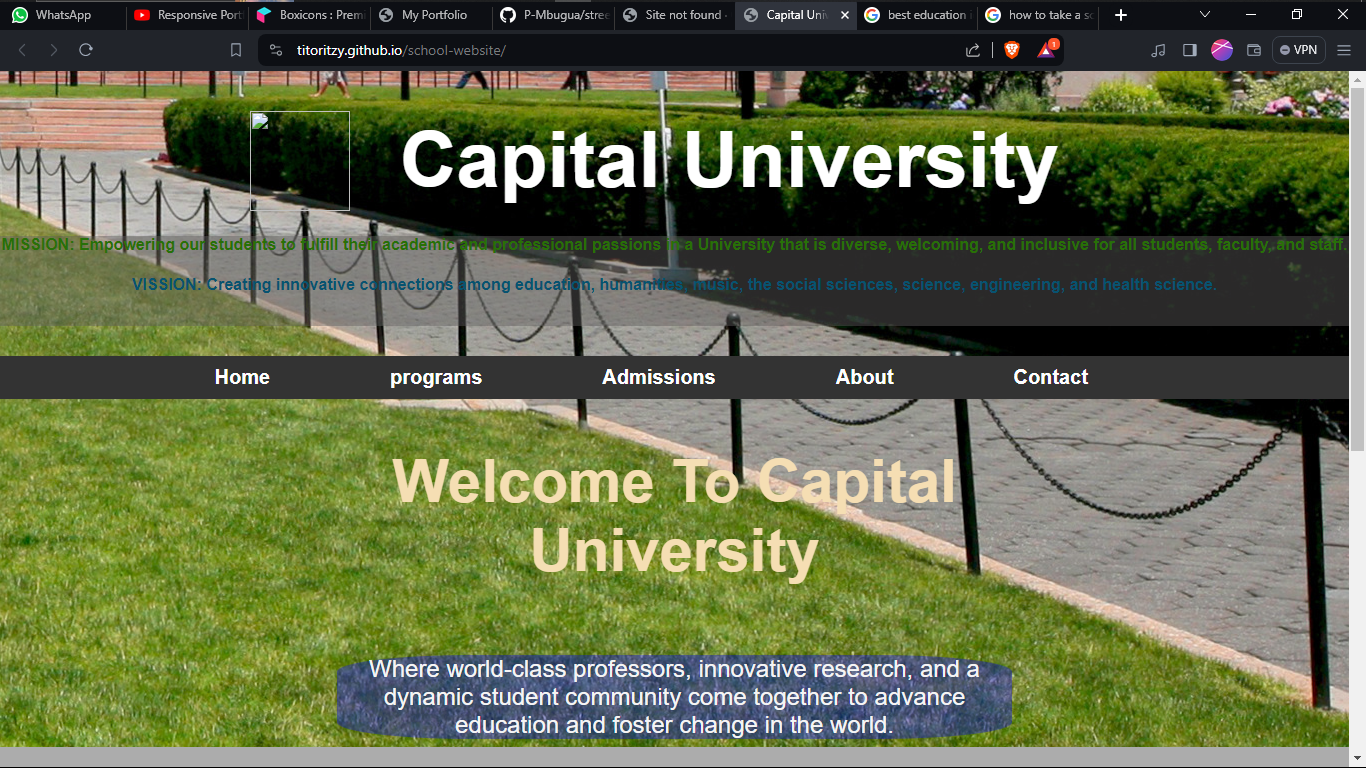 WhatsApp
Responsive Port
Boxicons : Prem
My Portfolio
P-Mbugua/stree
Site not found
Capital Univ
best education i
how to take a sc
titoritzy.github.io/school-website/
1
VPN
Capital University
MISSION: Empowering our students to fulfill their academic and professional passions in a University that is diverse, welcoming, and inclusive for all students, faculty, and staff.
VISSION: Creating innovative connections among education, humanities, music, the social sciences, science, engineering, and health science.
Home
programs
Admissions
About
Contact
Welcome To Capital
University
Where world-class professors, innovative research, and a
dynamic student community come together to advance
education and foster change in the world.